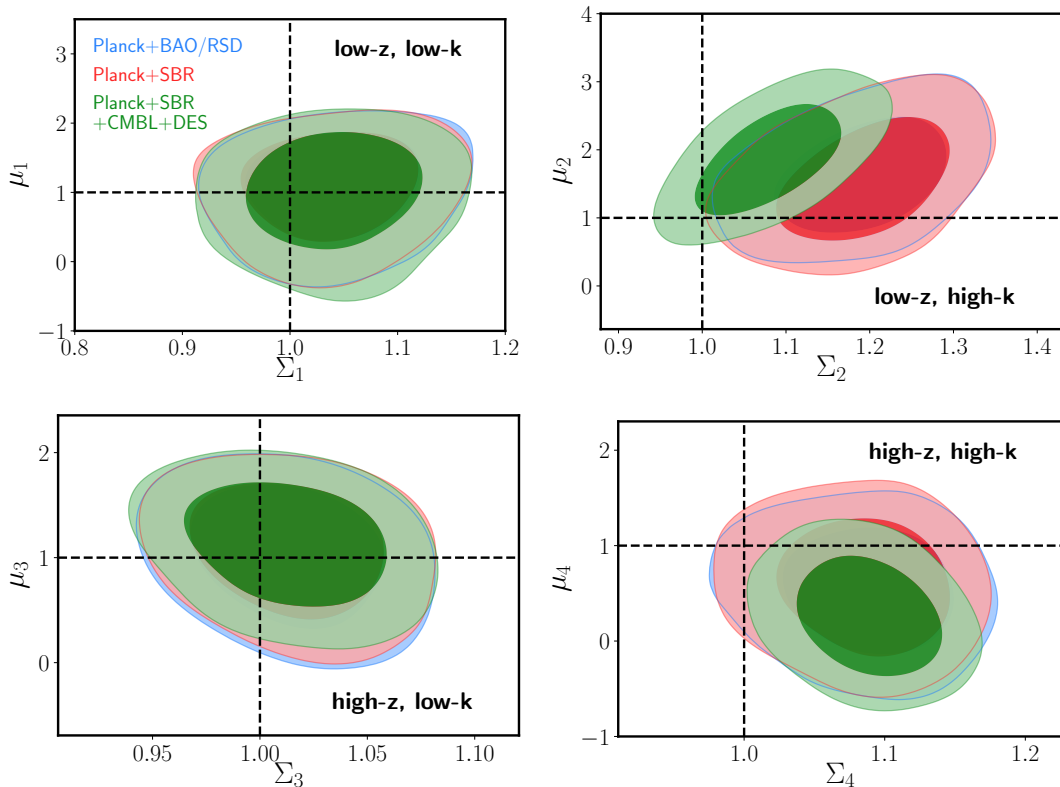 Planck+BAO/RSD
Planck+SBR
Planck+SBR
+CMBL+DES
low-z, low-k
3
2
1
0
−1
μ₁
0.8
0.9
1.0
1.1
1.2
Σ₁
4
3
2
1
0
μ₂
low-z, high-k
0.9
1.0
1.1
1.2
1.3
1.4
Σ₂
2
1
0
μ₃
high-z, low-k
0.95
1.00
1.05
1.10
Σ₃
high-z, high-k
2
1
0
−1
μ₄
1.0
1.1
1.2
Σ₄